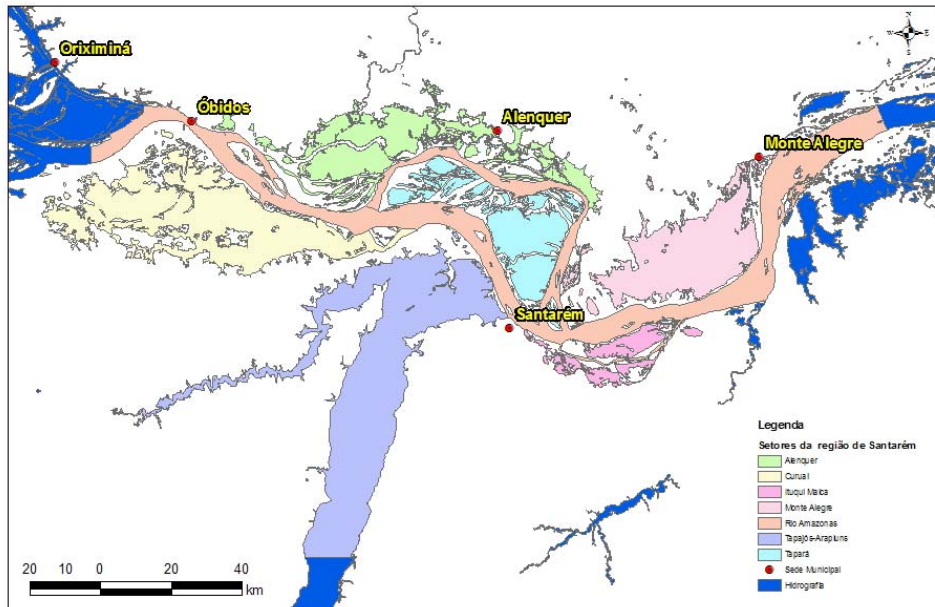 Oriximiná
N
W E
S
Óbidos
Alenquer
Monte Alegre
Santarém
Legenda
Setores da região de Santarém
Alenquer
Curuai
Ituqui Maica
Monte Alegre
Rio Amazonas
Tapajós-Arapiuns
Tapará
Sede Municipal
Hidrografia
20 10 0 20 40
km